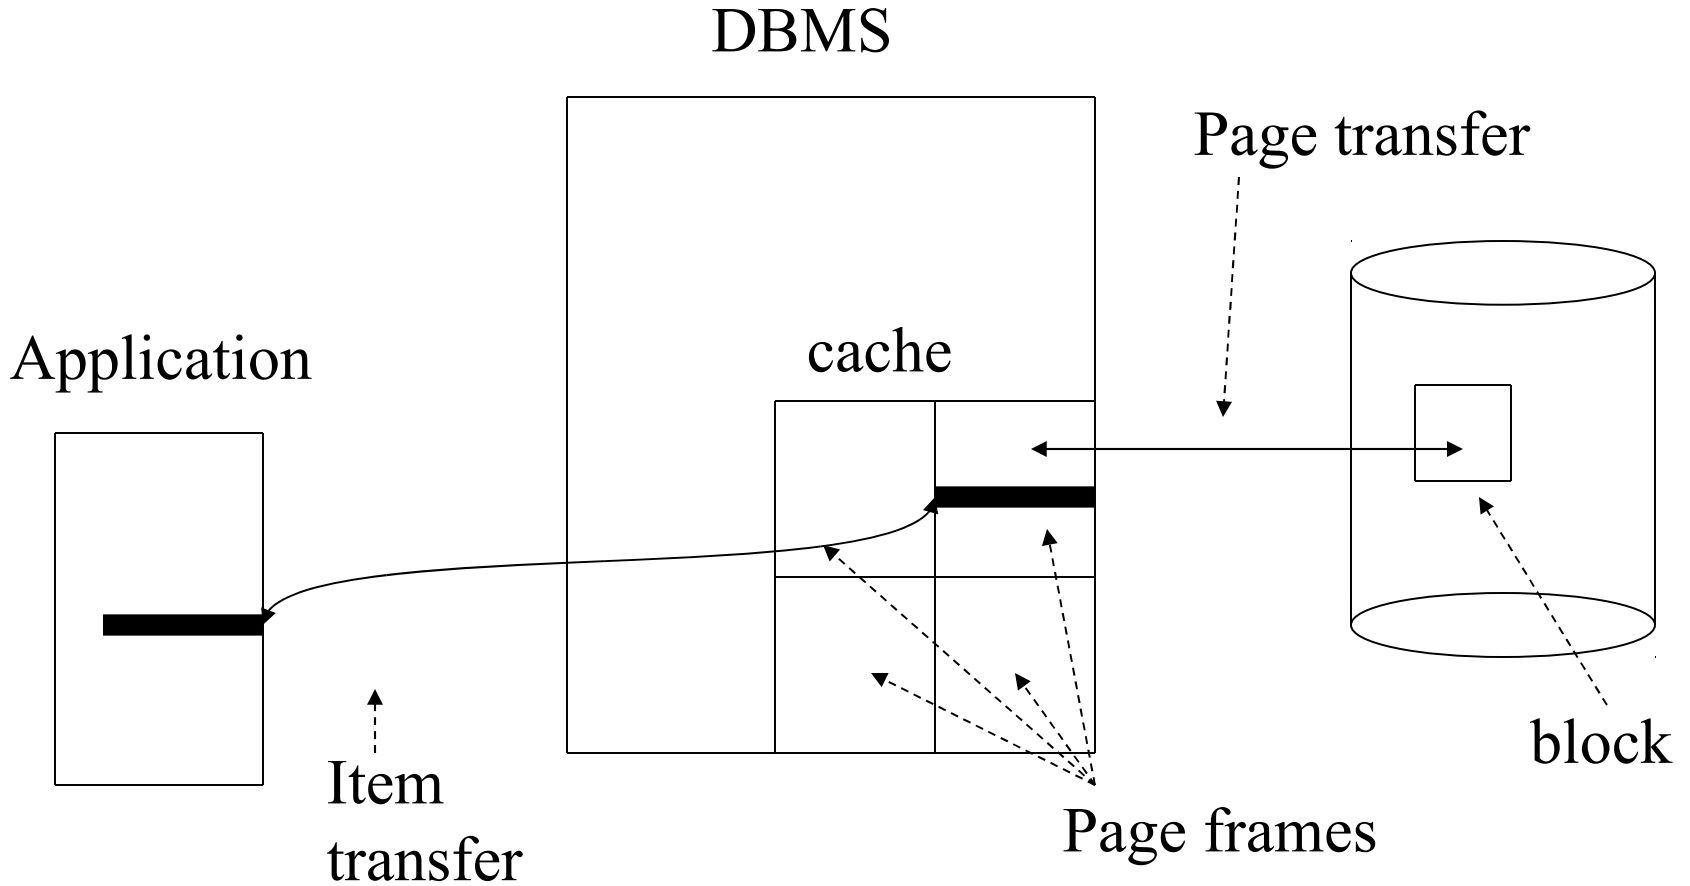 DBMS
Page transfer
cache
Application
block
Item
transfer
Page frames